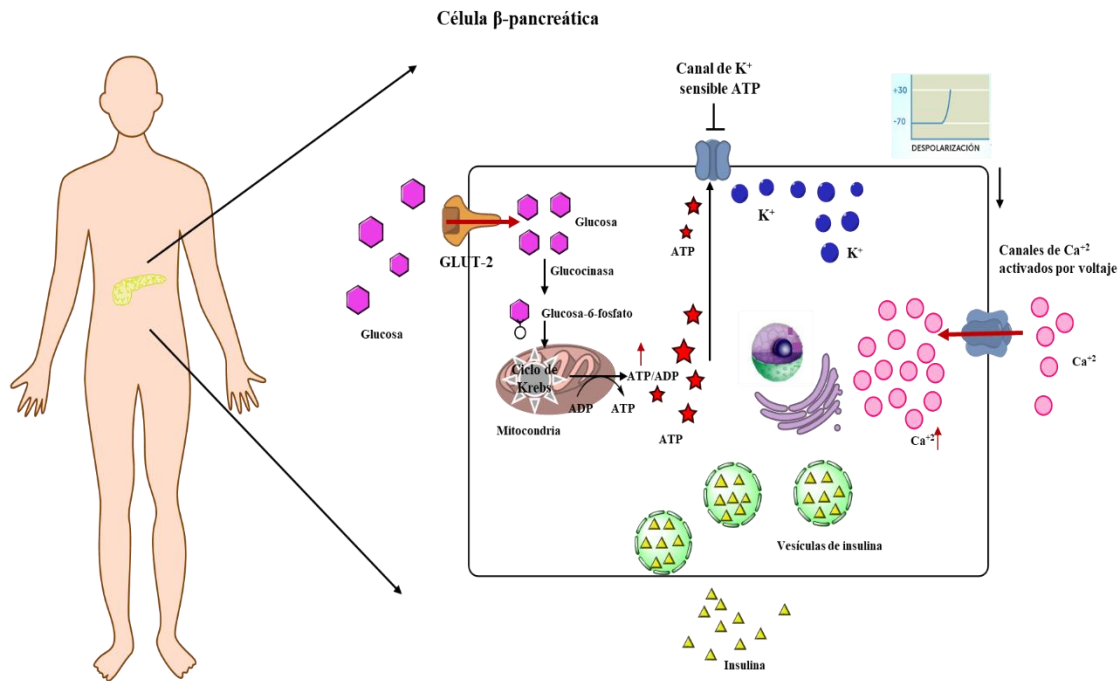 Célula β-pancreática
Canal de K⁺
sensible ATP
+30
-70
DESPOLARIZACIÓN
Glucosa
GLUT-2
Glucosa
Glucocinasa
Glucosa-6-fosfato
Ciclo de
Krebs
ADP
ATP
ATP/ADP
Mitocondria
ATP
ATP
K⁺
K⁺
Canales de Ca⁺²
activados por voltaje
Ca⁺²
Ca⁺²
Vesículas de insulina
Insulina